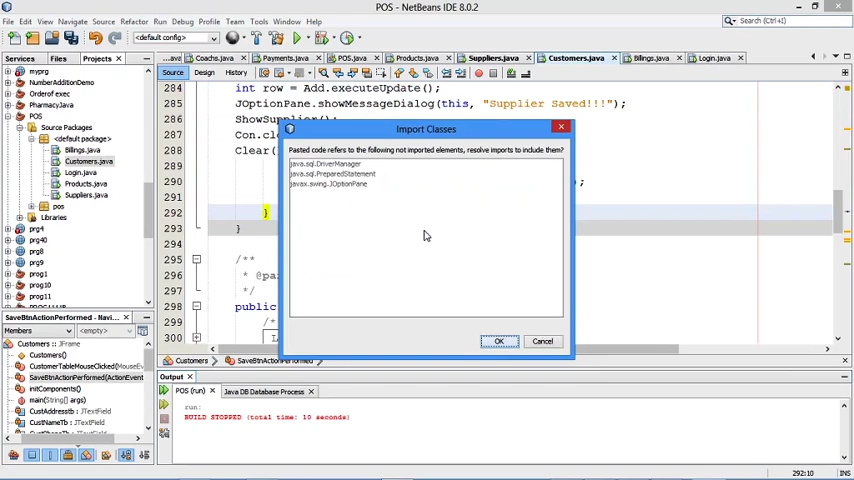 POS - NetBeans IDE 8.0.2
File Edit View Navigate Source Refactor Run Debug Profile Team Tools Window Help
Search (Ctrl+I)
<default config>
Services Files Projects
...ava Coachs.java Payments.java POS.java Products.java Suppliers.java Customers.java Billings.java Login.java
Source Design History
myprg
NumberAdditionDemo
Orderof exec
PharmacyJava
POS
Source Packages
<default package>
Billings.java
Customers.java
Login.java
Products.java
Suppliers.java
pos
Libraries
prg4
prg40
prg8
prg9
prog1
prog10
prog11
284 int row = Add.executeUpdate();
285 JOptionPane.showMessageDialog(this, "Supplier Saved!!!");
286 ShowSupplier();
287 Con.c
288 Clear(
289
290 ;
291
292 }
293 }
294
295 /**
296 * @pa
297 */
298 public
299 /*
300
Import Classes
Pasted code refers to the following not imported elements, resolve imports to include them?
java.sql.DriverManager
java.sql.PreparedStatement
javax.swing.JOptionPane
OK Cancel
SaveBtnActionPerformed - Navi...
Members <empty>
Customers :: JFrame
Customers()
CustomerTableMouseClicked(MouseEv
SaveBtnActionPerformed(ActionEvent
initComponents()
main(String[] args)
CustAddresstb : JTextField
CustNameTb : JTextField
Customers SaveBtnActionPerformed
Output
POS (run) Java DB Database Process
run:
BUILD STOPPED (total time: 10 seconds)
292:10 INS